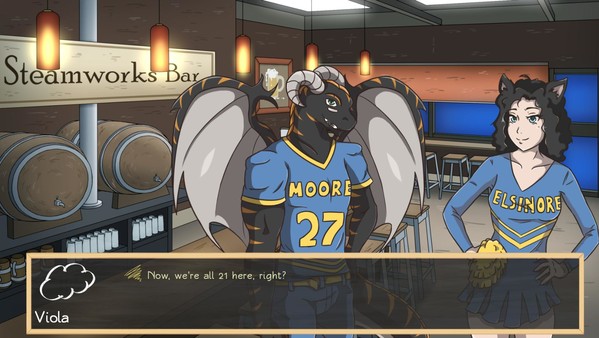 Steamworks Bar
MOORE
27
ELSINORE
Now, we're all 21 here, right?
Viola